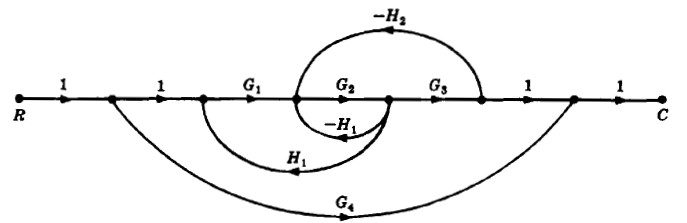 -H₂
1 1 G₁ G₂ G₃ 1 1
R C
-H₁
H₁
G₄